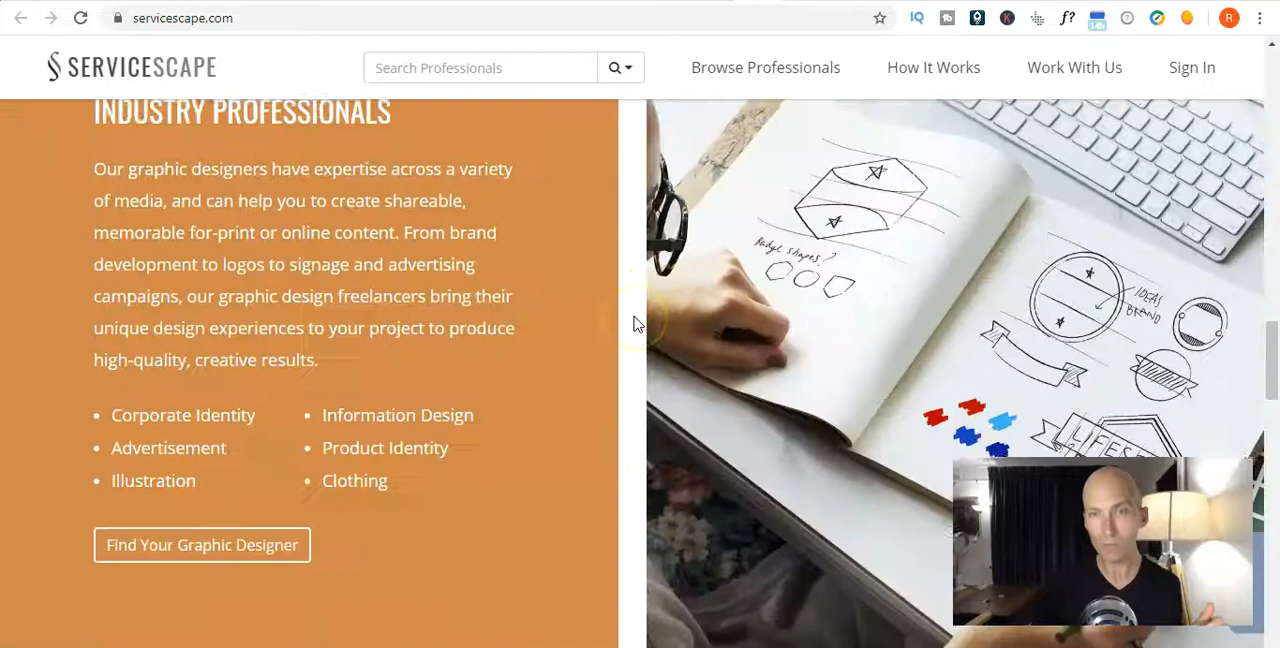 servicescape.com
SERVICESCAPE
Search Professionals
Browse Professionals
How It Works
Work With Us
Sign In
INDUSTRY PROFESSIONALS
Our graphic designers have expertise across a variety
of media, and can help you to create shareable,
memorable for-print or online content. From brand
development to logos to signage and advertising
campaigns, our graphic design freelancers bring their
unique design experiences to your project to produce
high-quality, creative results.
• Corporate Identity
• Advertisement
• Illustration
• Information Design
• Product Identity
• Clothing
Find Your Graphic Designer
Badge shapes?
IDEAS
BRAND
IQ
f?
R